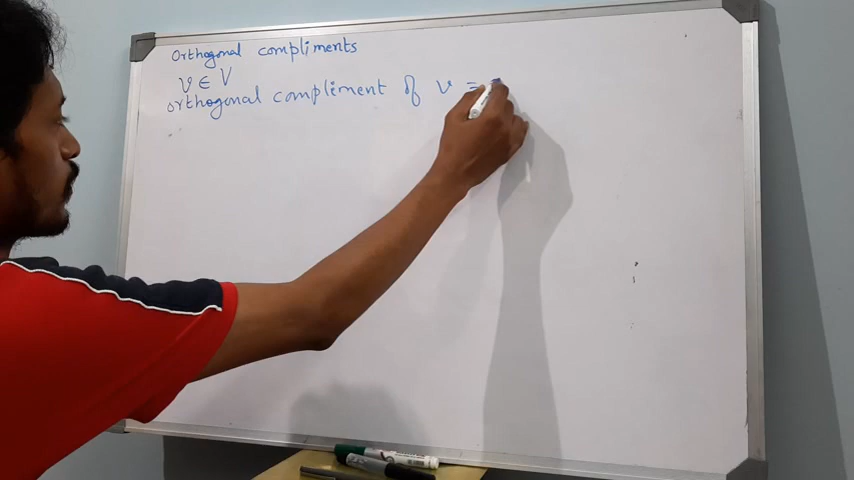 Orthogonal compliments
v ∈ V
orthogonal compliment of v =